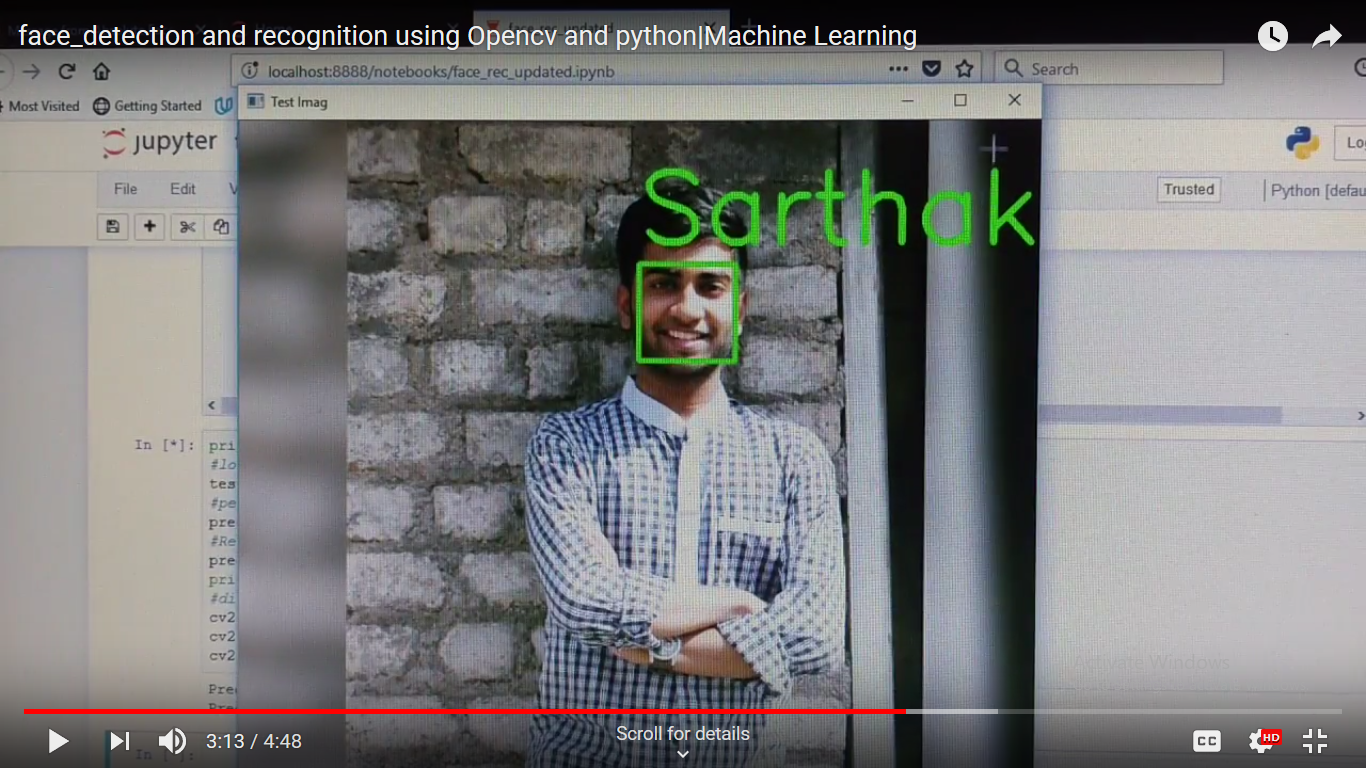 face_detection and recognition using Opencv and python|Machine Learning
localhost:8888/notebooks/face_rec_updated.ipynb
Search
Most Visited
Getting Started
Test Imag
jupyter
File
Edit
Trusted
Python [defau
Sarthak
In [*]:
pri
#lo
tes
#pe
pre
#Re
pre
pri
#di
cv2
cv2
cv2
Activate Windows
Pre
Pre
In [ ]:
3:13 / 4:48
Scroll for details
CC
HD